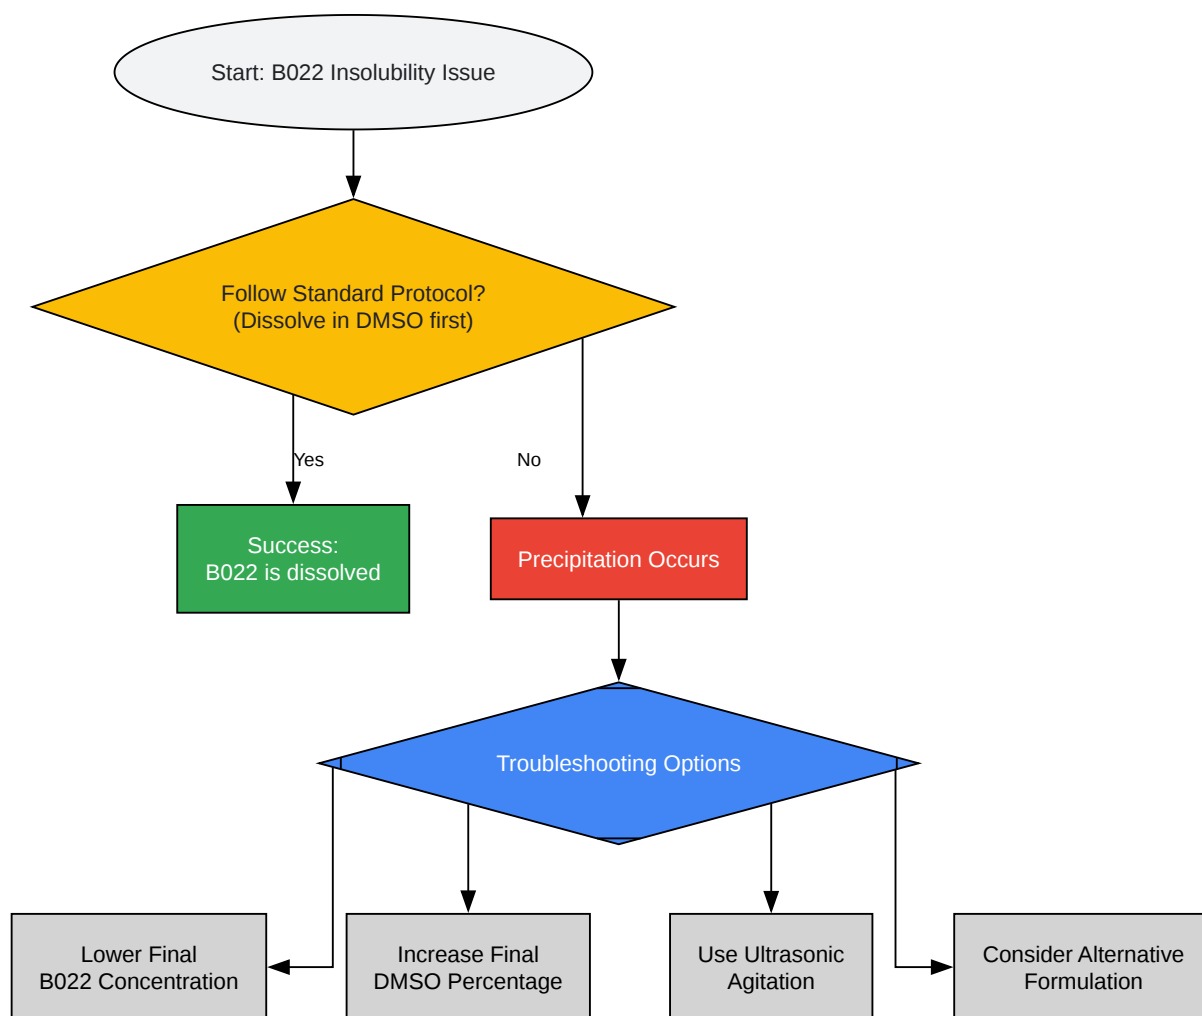 Start: B022 Insolubility Issue
Follow Standard Protocol?
(Dissolve in DMSO first)
Yes
No
Success:
B022 is dissolved
Precipitation Occurs
Troubleshooting Options
Lower Final
B022 Concentration
Increase Final
DMSO Percentage
Use Ultrasonic
Agitation
Consider Alternative
Formulation